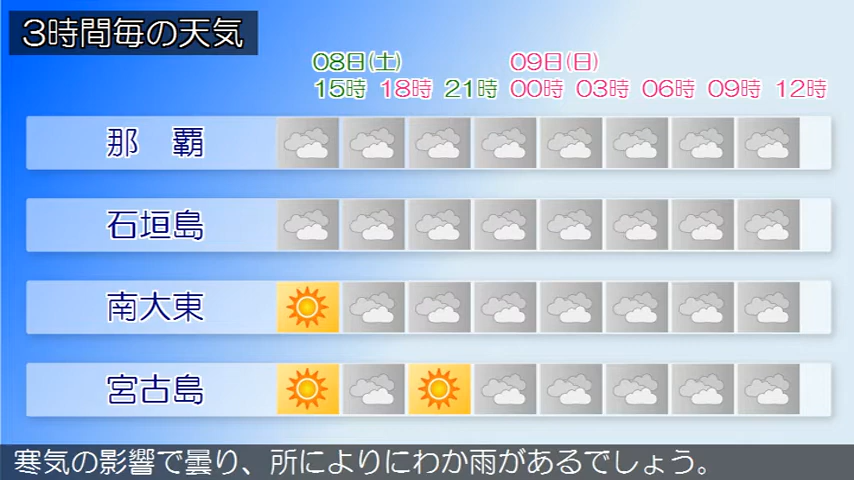 3時間毎の天気
08日(土) 09日(日)
15時 18時 21時 00時 03時 06時 09時 12時
那　覇
石垣島
南大東
宮古島
寒気の影響で曇り、所によりにわか雨があるでしょう。